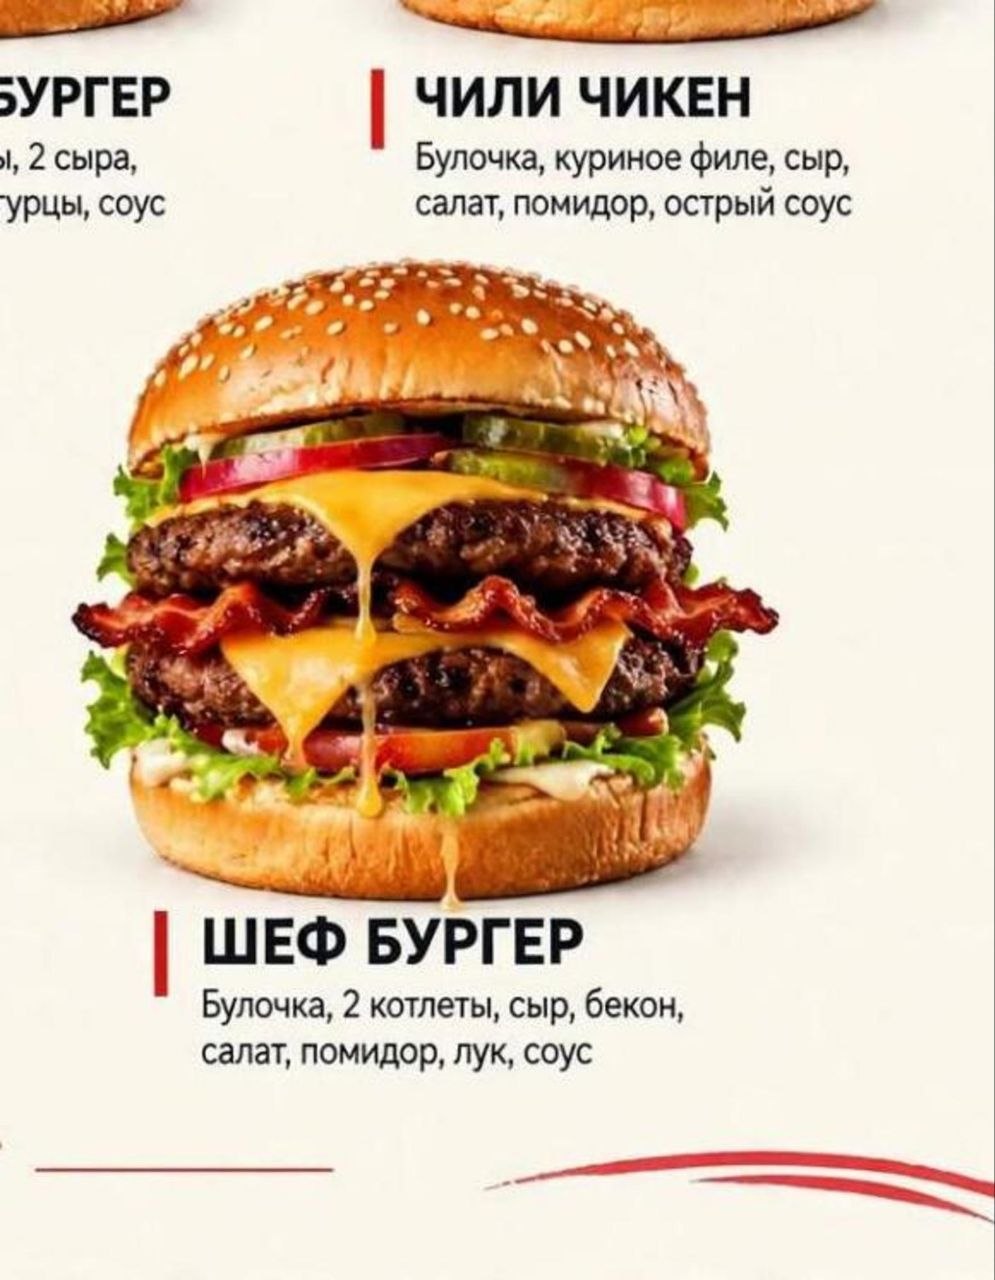 БУРГЕР
ы, 2 сыра,
гурцы, соус
ЧИЛИ ЧИКЕН
Булочка, куриное филе, сыр,
салат, помидор, острый соус
ШЕФ БУРГЕР
Булочка, 2 котлеты, сыр, бекон,
салат, помидор, лук, соус